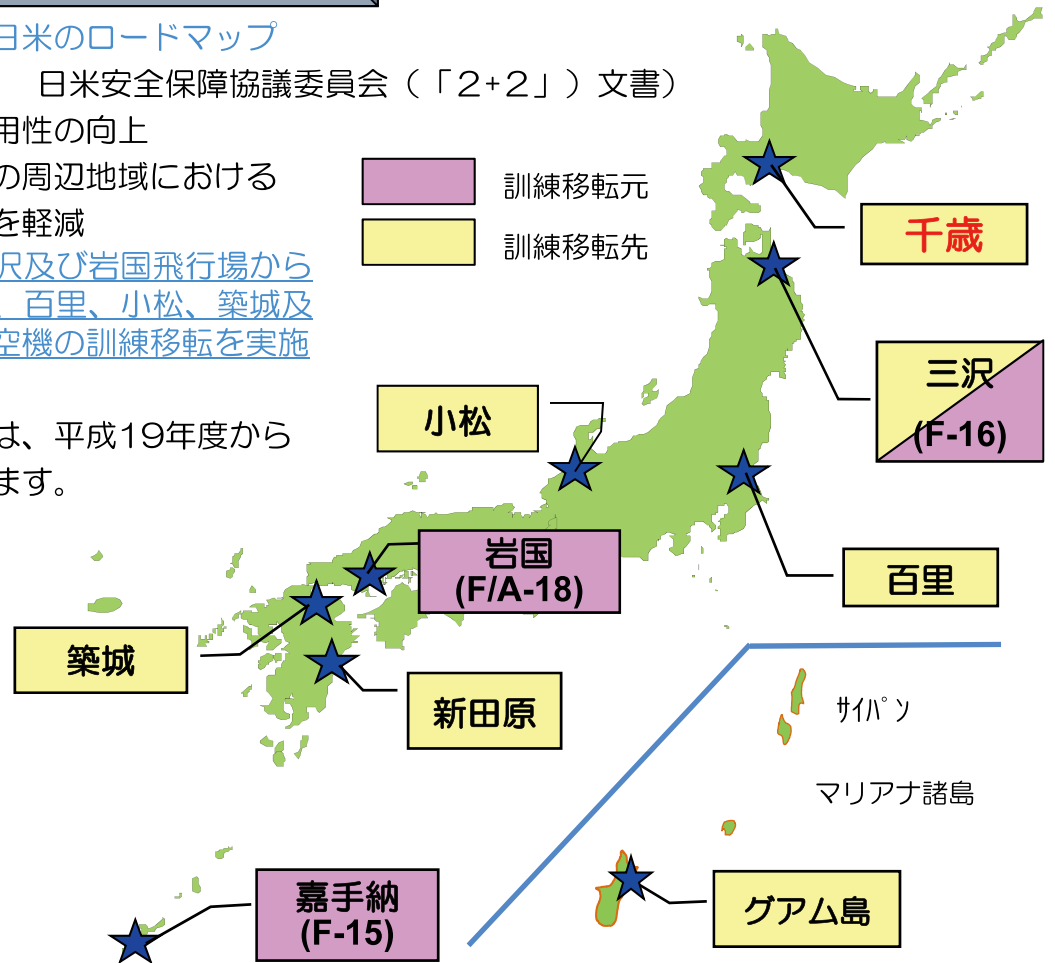 日米のロードマップ
日米安全保障協議委員会（「２+２」）文書）
用性の向上
の周辺地域における
を軽減
沢及び岩国飛行場から
、百里、小松、築城及
空機の訓練移転を実施
は、平成１９年度から
ます。
訓練移転元
訓練移転先
千歳
三沢
(F-16)
小松
岩国
(F/A-18)
百里
築城
新田原
サイパン
マリアナ諸島
嘉手納
(F-15)
グアム島